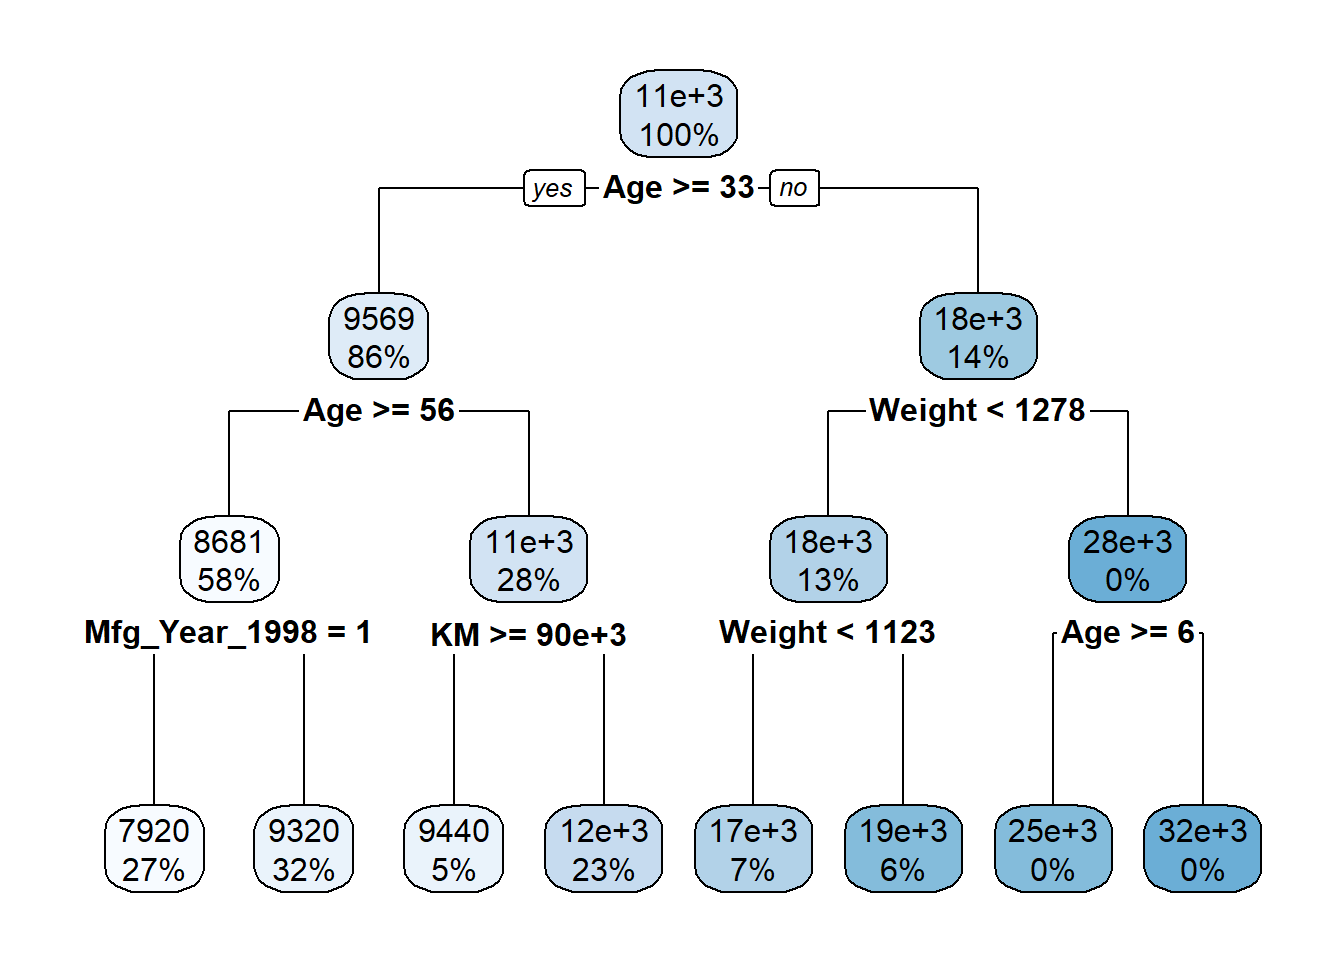 11e+3
100%
yes Age >= 33 no
9569
86%
18e+3
14%
Age >= 56
Weight < 1278
8681
58%
11e+3
28%
18e+3
13%
28e+3
0%
Mfg_Year_1998 = 1
KM >= 90e+3
Weight < 1123
Age >= 6
7920
27%
9320
32%
9440
5%
12e+3
23%
17e+3
7%
19e+3
6%
25e+3
0%
32e+3
0%